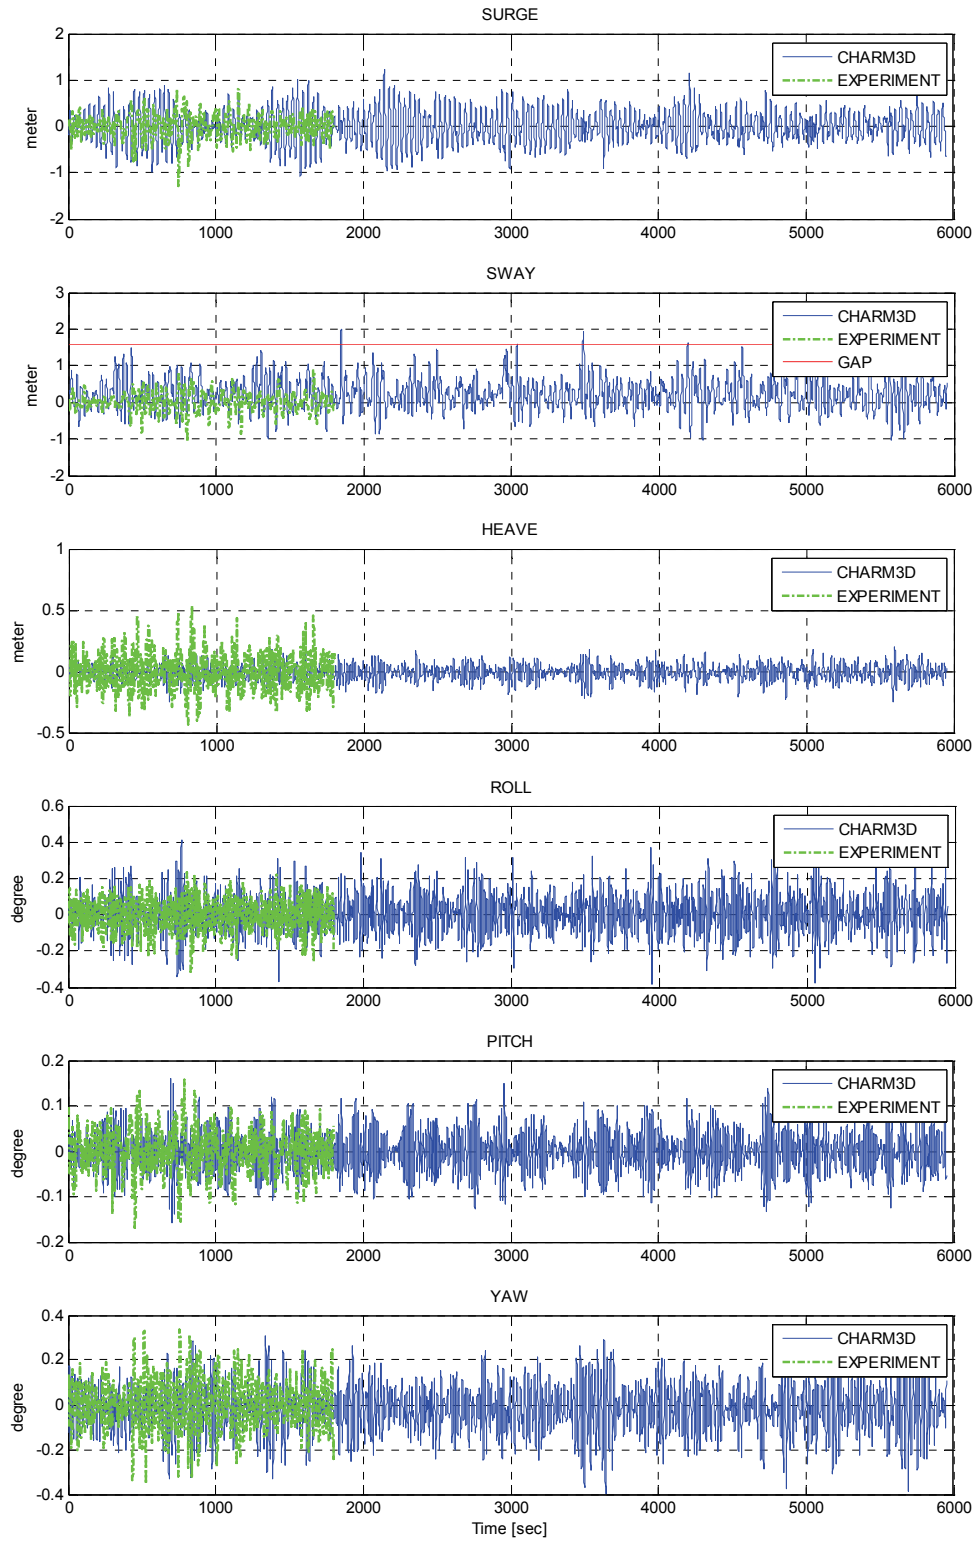 SURGE
2
1
0
-1
-2
meter
CHARM3D
EXPERIMENT
0 1000 2000 3000 4000 5000 6000
SWAY
3
2
1
0
-1
-2
meter
CHARM3D
EXPERIMENT
GAP
0 1000 2000 3000 4000 5000 6000
HEAVE
1
0.5
0
-0.5
meter
CHARM3D
EXPERIMENT
0 1000 2000 3000 4000 5000 6000
ROLL
0.6
0.4
0.2
0
-0.2
-0.4
degree
CHARM3D
EXPERIMENT
0 1000 2000 3000 4000 5000 6000
PITCH
0.2
0.1
0
-0.1
-0.2
degree
CHARM3D
EXPERIMENT
0 1000 2000 3000 4000 5000 6000
YAW
0.4
0.2
0
-0.2
-0.4
degree
CHARM3D
EXPERIMENT
0 1000 2000 3000 4000 5000 6000
Time [sec]